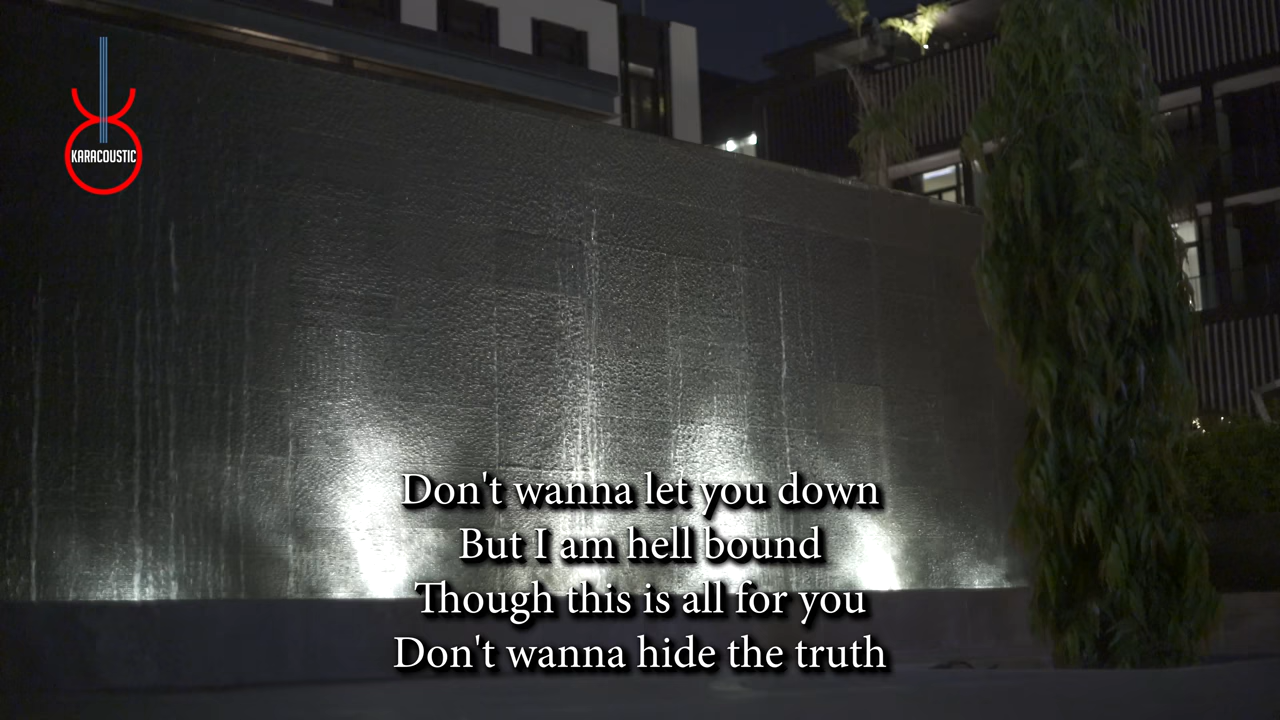 KARACOUSTIC
Don't wanna let you down
But I am hell bound
Though this is all for you
Don't wanna hide the truth